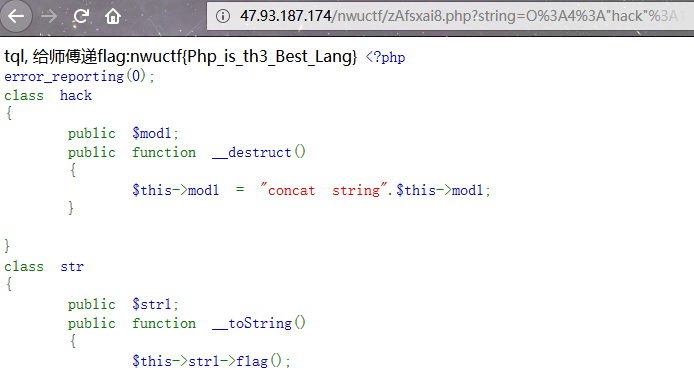 47.93.187.174/nwuctf/zAfsxai8.php?string=O%3A4%3A"hack"%3A1
tql, 给师傅递flag:nwuctf{Php_is_th3_Best_Lang} <?php
error_reporting(0);
class hack
{
public $mod1;
public function __destruct()
{
$this->mod1 = "concat string".$this->mod1;
}
}
class str
{
public $str1;
public function __toString()
{
$this->str1->flag();